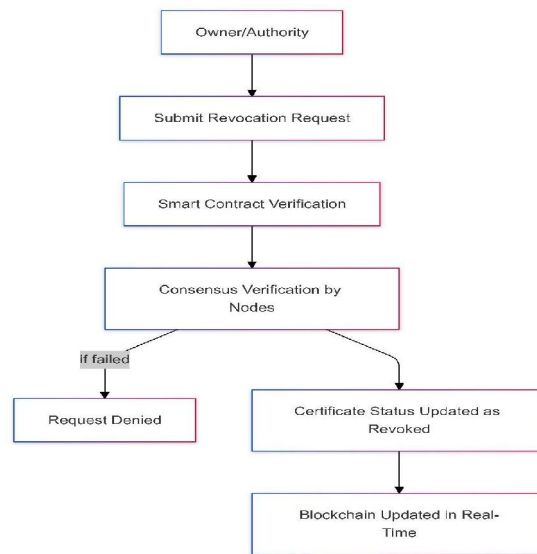 Owner/Authority
Submit Revocation Request
Smart Contract Verification
Consensus Verification by
Nodes
if failed
Request Denied
Certificate Status Updated as
Revoked
Blockchain Updated in Real-
Time